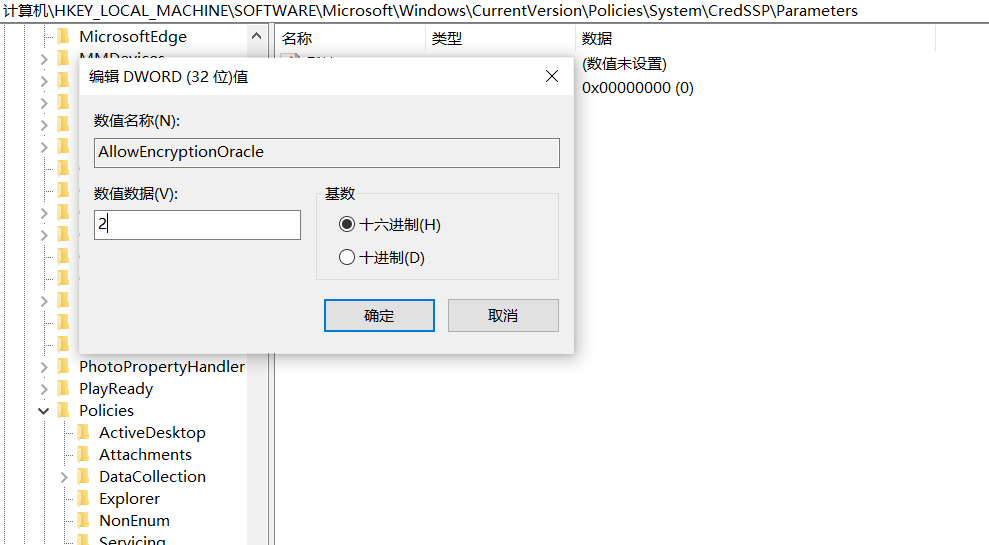 计算机\HKEY_LOCAL_MACHINE\SOFTWARE\Microsoft\Windows\CurrentVersion\Policies\System\CredSSP\Parameters
MicrosoftEdge
名称 类型 数据
(数值未设置)
0x00000000 (0)
编辑 DWORD (32 位)值
数值名称(N):
AllowEncryptionOracle
数值数据(V):
2
基数
十六进制(H)
十进制(D)
确定 取消
PhotoPropertyHandler
PlayReady
Policies
ActiveDesktop
Attachments
DataCollection
Explorer
NonEnum
Servicing